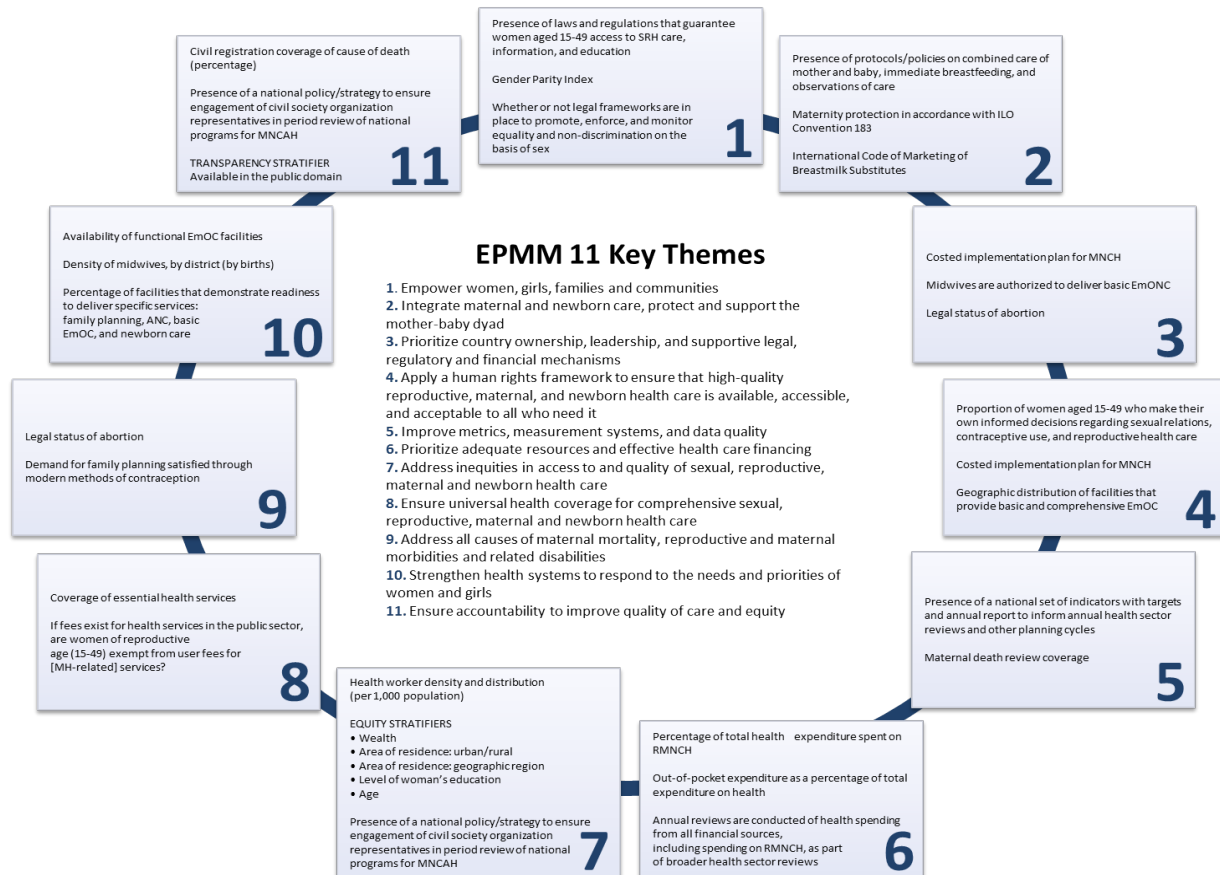 EPMM 11 Key Themes
1. Empower women, girls, families and communities
2. Integrate maternal and newborn care, protect and support the
mother-baby dyad
3. Prioritize country ownership, leadership, and supportive legal,
regulatory and financial mechanisms
4. Apply a human rights framework to ensure that high-quality
reproductive, maternal, and newborn health care is available, accessible,
and acceptable to all who need it
5. Improve metrics, measurement systems, and data quality
6. Prioritize adequate resources and effective health care financing
7. Address inequities in access to and quality of sexual, reproductive,
maternal and newborn health care
8. Ensure universal health coverage for comprehensive sexual,
reproductive, maternal and newborn health care
9. Address all causes of maternal mortality, reproductive and maternal
morbidities and related disabilities
10. Strengthen health systems to respond to the needs and priorities of
women and girls
11. Ensure accountability to improve quality of care and equity
Presence of laws and regulations that guarantee
women aged 15-49 access to SRH care,
information, and education
Gender Parity Index
Whether or not legal frameworks are in
place to promote, enforce, and monitor
equality and non-discrimination on the
basis of sex
1
Presence of protocols/policies on combined care of
mother and baby, immediate breastfeeding, and
observations of care
Maternity protection in accordance with ILO
Convention 183
International Code of Marketing of
Breastmilk Substitutes
2
Costed implementation plan for MNCH
Midwives are authorized to deliver basic EmONC
Legal status of abortion
3
Proportion of women aged 15-49 who make their
own informed decisions regarding sexual relations,
contraceptive use, and reproductive health care
Costed implementation plan for MNCH
Geographic distribution of facilities that
provide basic and comprehensive EmOC
4
Presence of a national set of indicators with targets
and annual report to inform annual health sector
reviews and other planning cycles
Maternal death review coverage
5
Percentage of total health expenditure spent on
RMNCH
Out-of-pocket expenditure as a percentage of total
expenditure on health
Annual reviews are conducted of health spending
from all financial sources,
including spending on RMNCH, as part
of broader health sector reviews
6
Health worker density and distribution
(per 1,000 population)
EQUITY STRATIFIERS
• Wealth
• Area of residence: urban/rural
• Area of residence: geographic region
• Level of woman's education
• Age
Presence of a national policy/strategy to ensure
engagement of civil society organization
representatives in period review of national
programs for MNCAH
7
Coverage of essential health services
If fees exist for health services in the public sector,
are women of reproductive
age (15-49) exempt from user fees for
[MH-related] services?
8
Legal status of abortion
Demand for family planning satisfied through
modern methods of contraception
9
Availability of functional EmOC facilities
Density of midwives, by district (by births)
Percentage of facilities that demonstrate readiness
to deliver specific services:
family planning, ANC, basic
EmOC, and newborn care
10
Civil registration coverage of cause of death
(percentage)
Presence of a national policy/strategy to ensure
engagement of civil society organization
representatives in period review of national
programs for MNCAH
TRANSPARENCY STRATIFIER
Available in the public domain
11